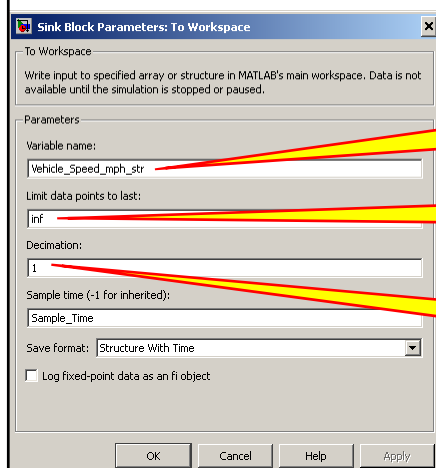 Sink Block Parameters: To Workspace
To Workspace
Write input to specified array or structure in MATLAB's main workspace. Data is not
available until the simulation is stopped or paused.
Parameters
Variable name:
Vehicle_Speed_mph_str
Limit data points to last:
inf
Decimation:
1
Sample time (-1 for inherited):
Sample_Time
Save format: Structure With Time
Log fixed-point data as an fi object
OK Cancel Help Apply